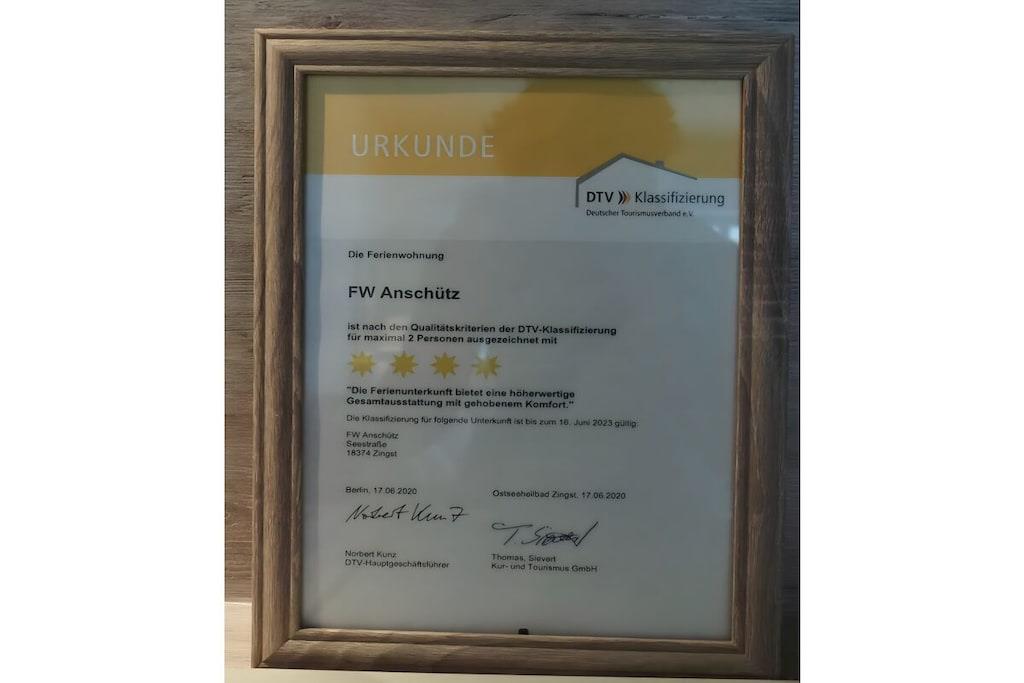 URKUNDE
DTV Klassifizierung
Deutscher Tourismusverband e.V.
Die Ferienwohnung
FW Anschütz
ist nach den Qualitätskriterien der DTV-Klassifizierung
für maximal 2 Personen ausgezeichnet mit
"Die Ferienunterkunft bietet eine höherwertige
Gesamtausstattung mit gehobenem Komfort."
Die Klassifizierung für folgende Unterkunft ist bis zum 16. Juni 2023 gültig:
FW Anschütz
Seestraße
18374 Zingst
Berlin, 17.06.2020
Ostseeheilbad Zingst, 17.06.2020
Norbert Kunz
T. Sievert
Norbert Kunz
DTV-Hauptgeschäftsführer
Thomas, Sievert
Kur- und Tourismus GmbH